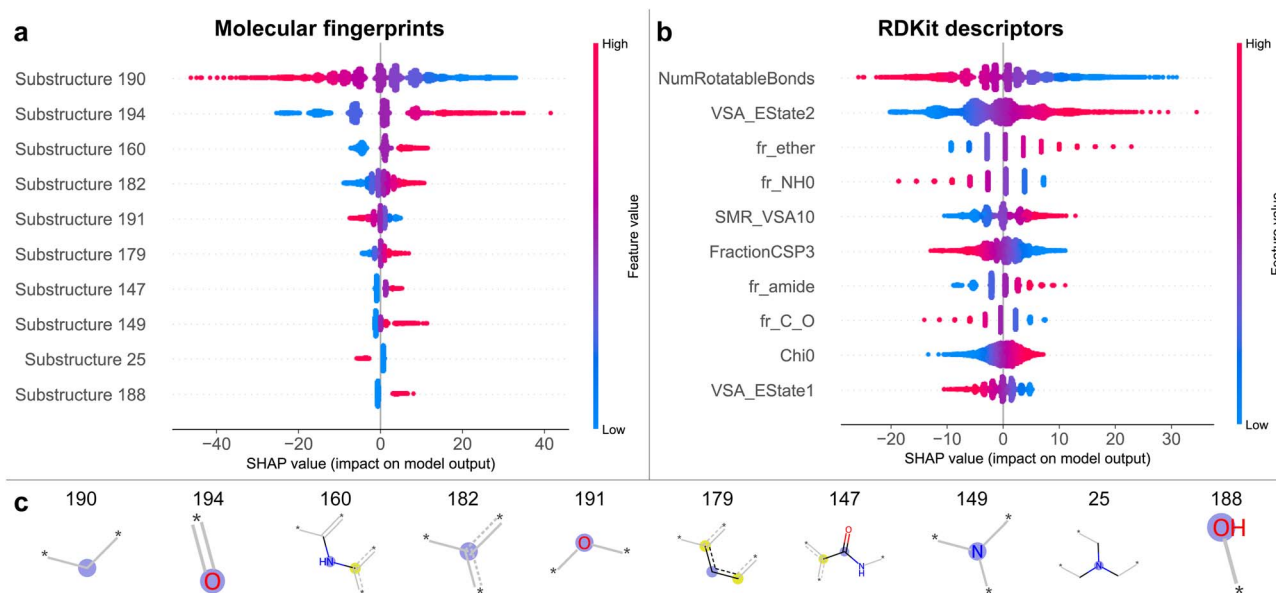 a
Molecular fingerprints
Substructure 190
Substructure 194
Substructure 160
Substructure 182
Substructure 191
Substructure 179
Substructure 147
Substructure 149
Substructure 25
Substructure 188
−40 −20 0 20 40
SHAP value (impact on model output)
High
Feature value
Low
b
RDKit descriptors
NumRotatableBonds
VSA_EState2
fr_ether
fr_NH0
SMR_VSA10
FractionCSP3
fr_amide
fr_C_O
Chi0
VSA_EState1
−20 −10 0 10 20 30
SHAP value (impact on model output)
High
Feature value
Low
c
190 194 160 182 191 179 147 149 25 188
* * O * HN * * O * * O N H * N * N * OH *